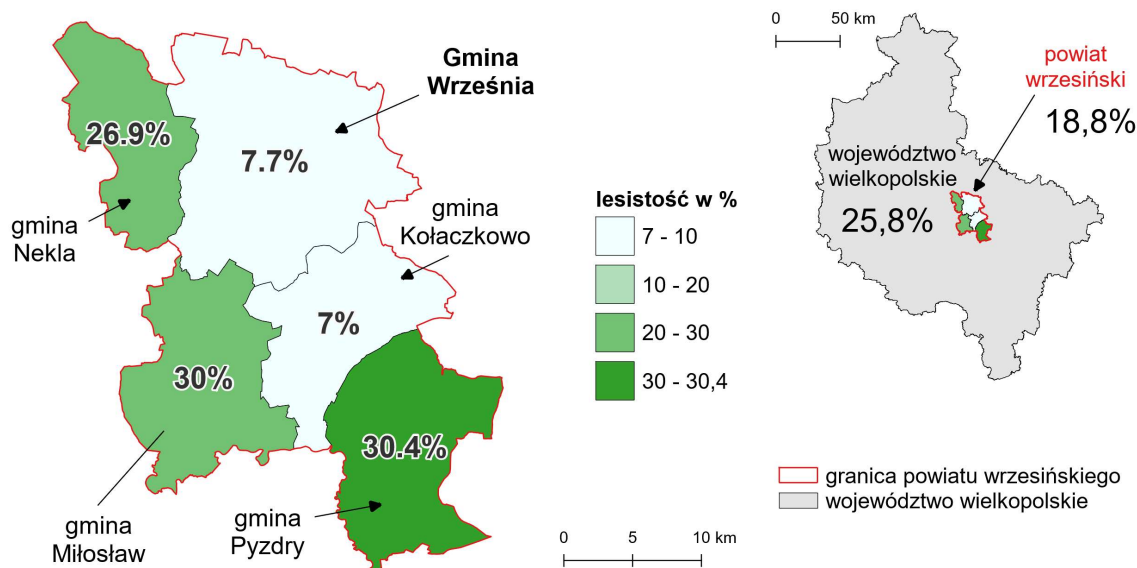 Gmina
Września
26.9%
7.7%
gmina
Nekla
gmina
Kołaczkowo
7%
30%
30.4%
gmina
Miłosław
gmina
Pyzdry
lesistość w %
7 - 10
10 - 20
20 - 30
30 - 30,4
0 5 10 km
0 50 km
powiat
wrzesiński
18,8%
województwo
wielkopolskie
25,8%
granica powiatu wrzesińskiego
województwo wielkopolskie